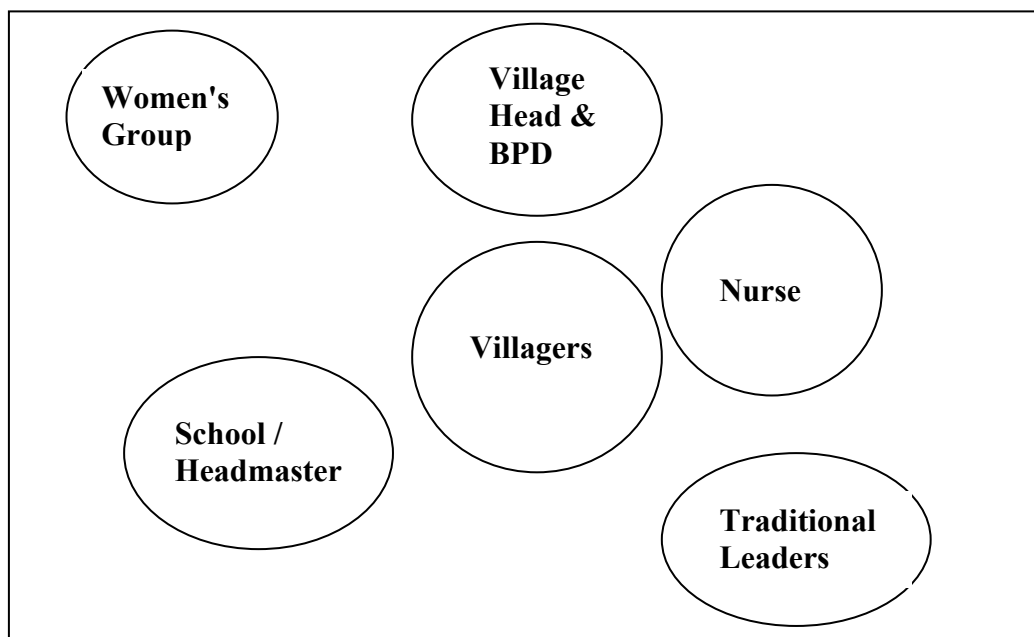 Women's
Group
Village
Head &
BPD
Nurse
Villagers
School /
Headmaster
Traditional
Leaders